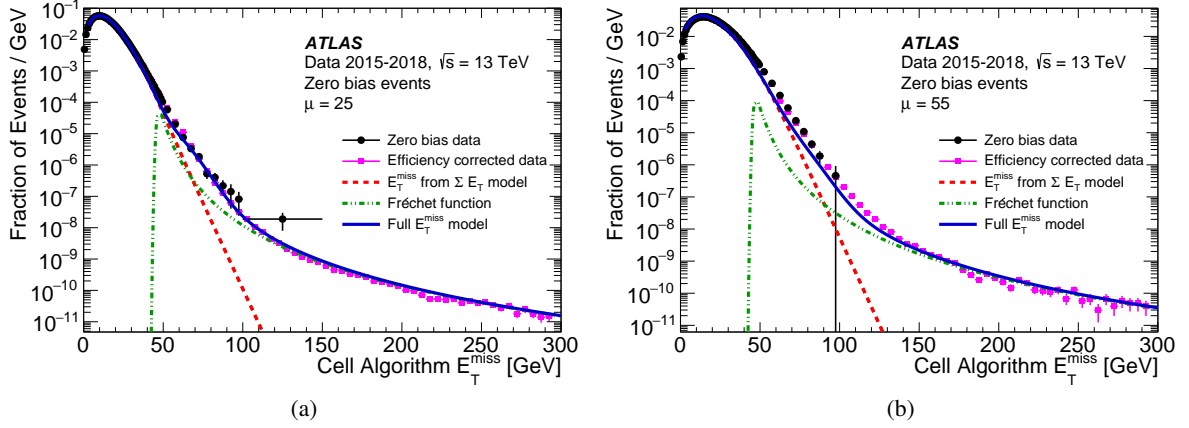 Fraction of Events / GeV
10⁻¹
10⁻²
10⁻³
10⁻⁴
10⁻⁵
10⁻⁶
10⁻⁷
10⁻⁸
10⁻⁹
10⁻¹⁰
10⁻¹¹
ATLAS
Data 2015-2018, √s = 13 TeV
Zero bias events
μ = 25
Zero bias data
Efficiency corrected data
E_T^miss from Σ E_T model
Fréchet function
Full E_T^miss model
0 50 100 150 200 250 300
Cell Algorithm E_T^miss [GeV]
(a)
Fraction of Events / GeV
10⁻¹
10⁻²
10⁻³
10⁻⁴
10⁻⁵
10⁻⁶
10⁻⁷
10⁻⁸
10⁻⁹
10⁻¹⁰
10⁻¹¹
ATLAS
Data 2015-2018, √s = 13 TeV
Zero bias events
μ = 55
Zero bias data
Efficiency corrected data
E_T^miss from Σ E_T model
Fréchet function
Full E_T^miss model
0 50 100 150 200 250 300
Cell Algorithm E_T^miss [GeV]
(b)